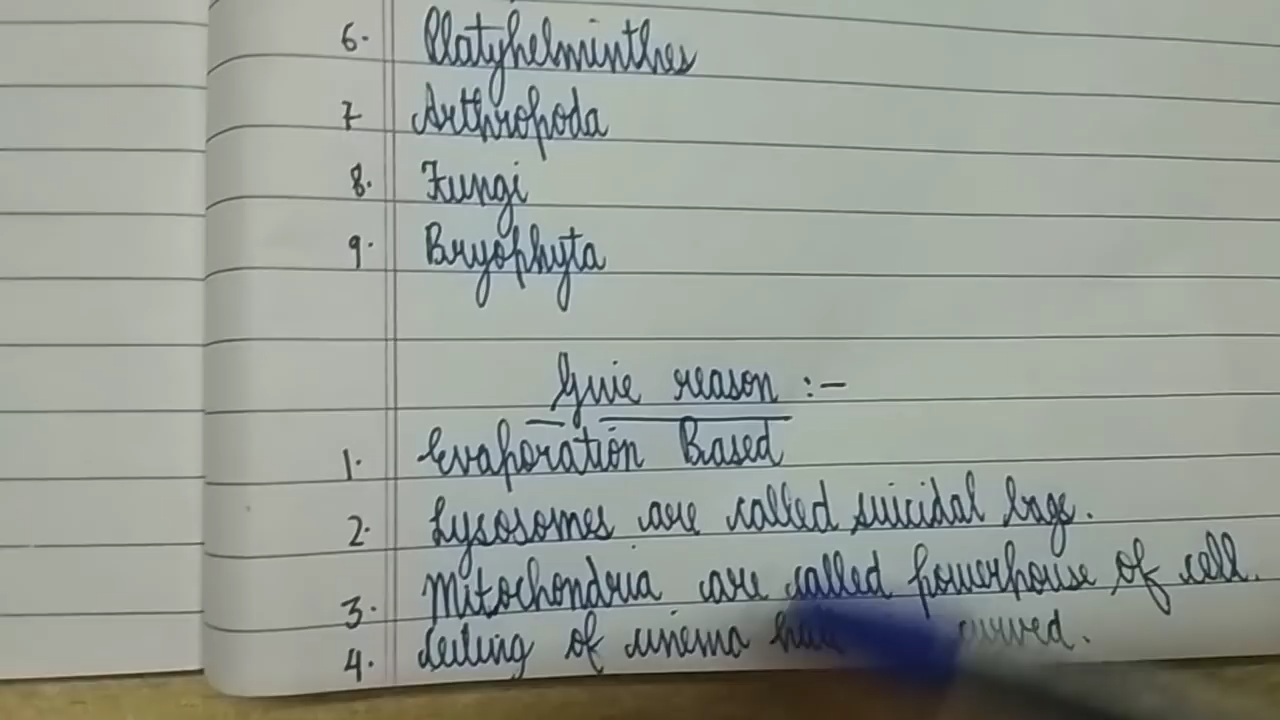 6. Platyhelminthes
7 Arthropoda
8. Fungi
9. Bryophyta
Give reason :-
1. Evaporation Based
2. Lysosomes are called suicidal bags.
3. Mitochondria are called powerhouse of cell.
4. Ceiling of cinema curved.